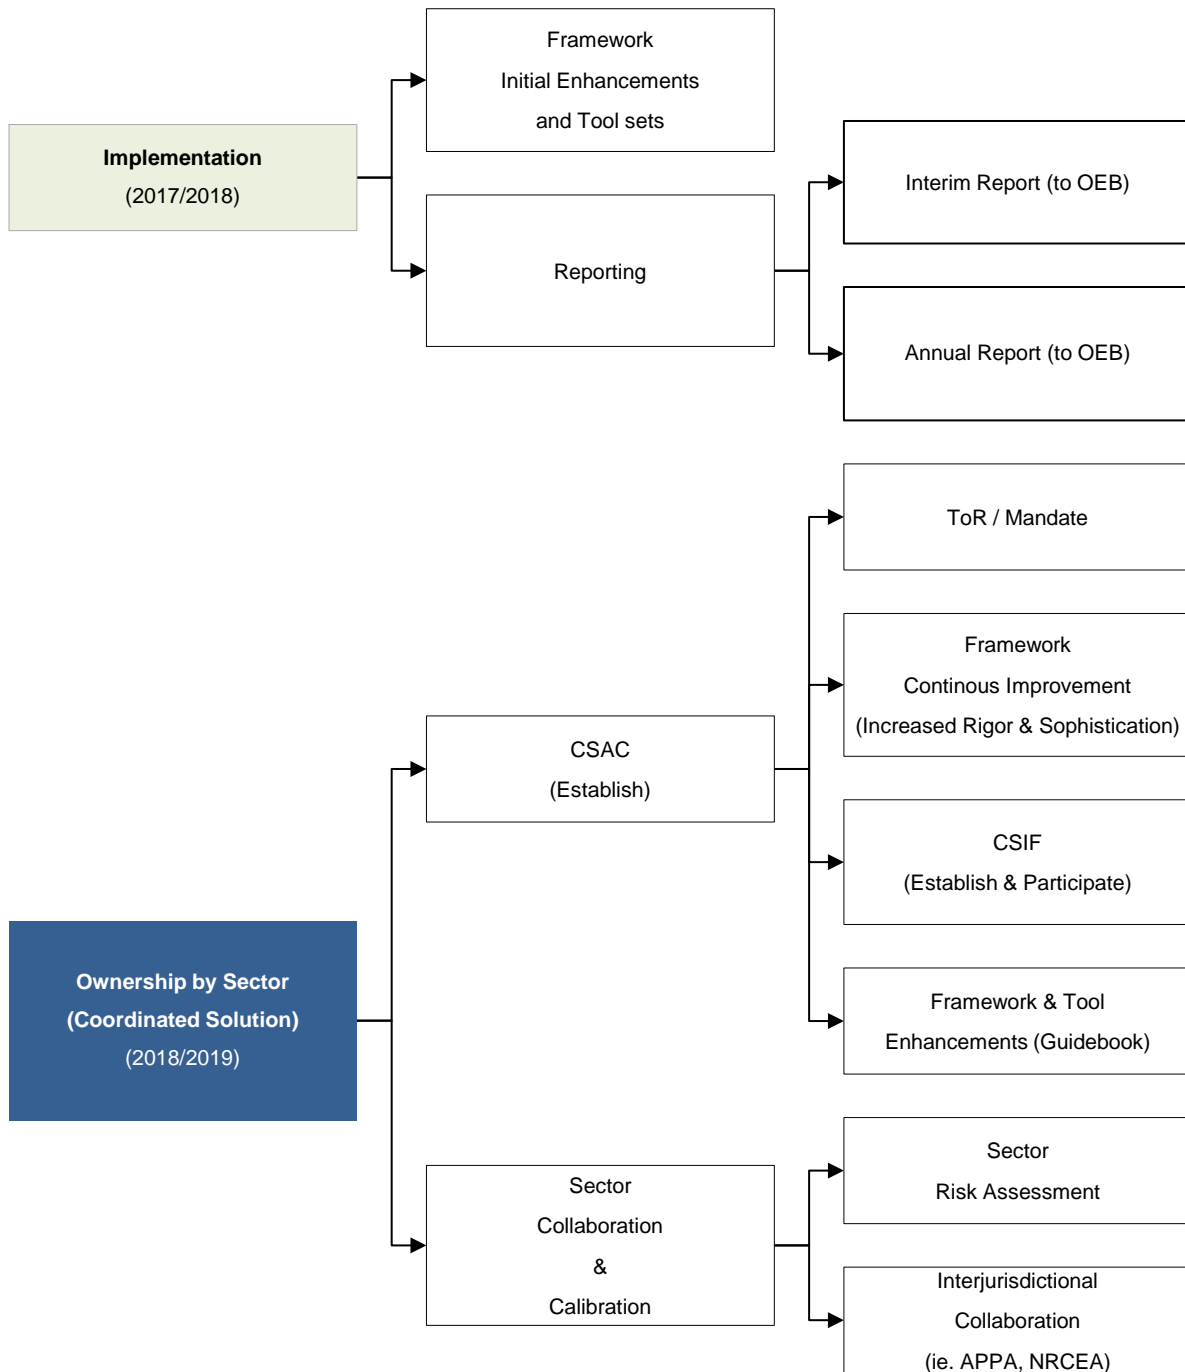 Framework
Initial Enhancements
and Tool sets
Implementation
(2017/2018)
Interim Report (to OEB)
Reporting
Annual Report (to OEB)
ToR / Mandate
Framework
Continous Improvement
(Increased Rigor & Sophistication)
CSAC
(Establish)
CSIF
(Establish & Participate)
Ownership by Sector
(Coordinated Solution)
(2018/2019)
Framework & Tool
Enhancements (Guidebook)
Sector
Risk Assessment
Sector
Collaboration
&
Calibration
Interjurisdictional
Collaboration
(ie. APPA, NRCEA)